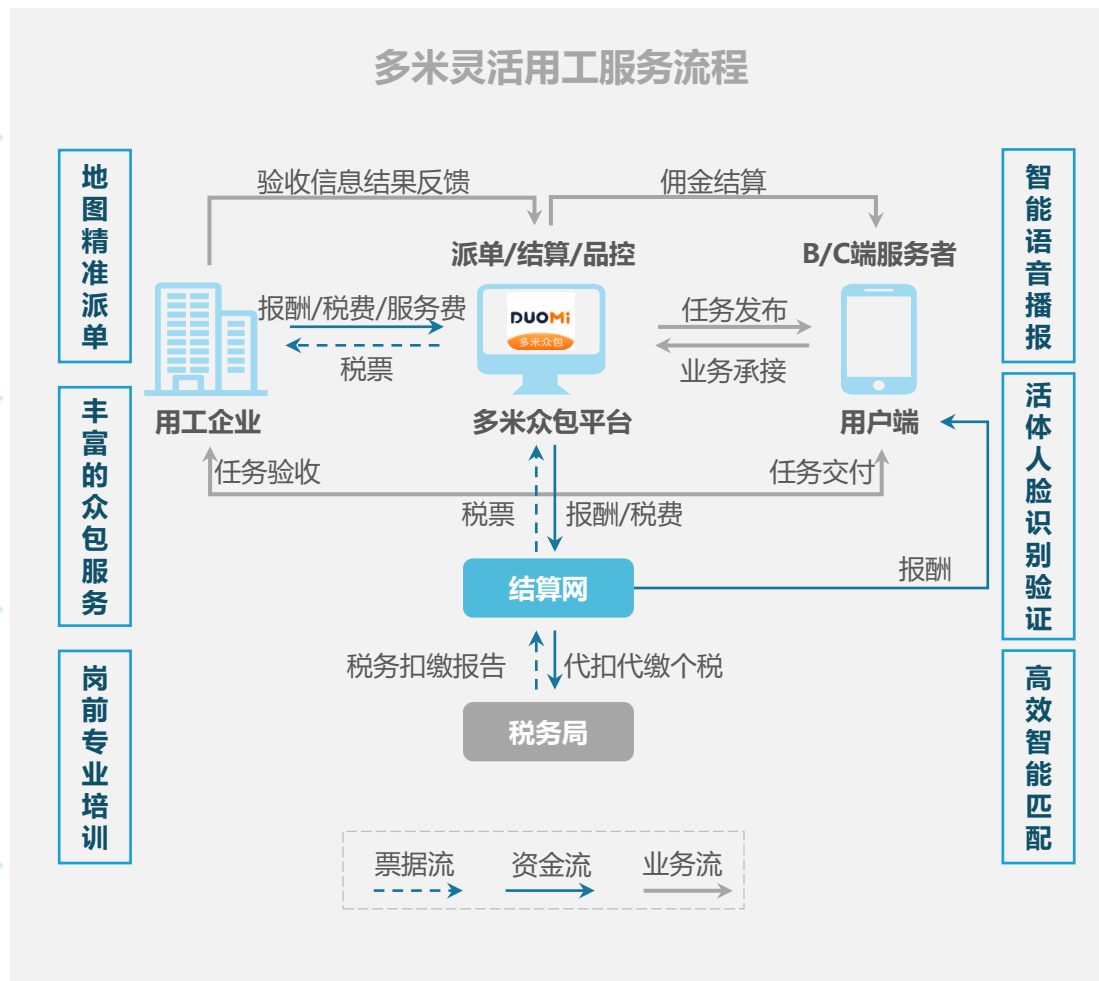 多米灵活用工服务流程
地图精准派单
丰富的众包服务
岗前专业培训
验收信息结果反馈
佣金结算
派单/结算/品控
B/C端服务者
报酬/税费/服务费
税票
DUOMi
多米众包
任务发布
业务承接
用工企业
多米众包平台
用户端
任务验收
任务交付
税票
报酬/税费
结算网
报酬
税务扣缴报告
代扣代缴个税
税务局
票据流
资金流
业务流
智能语音播报
活体人脸识别验证
高效智能匹配